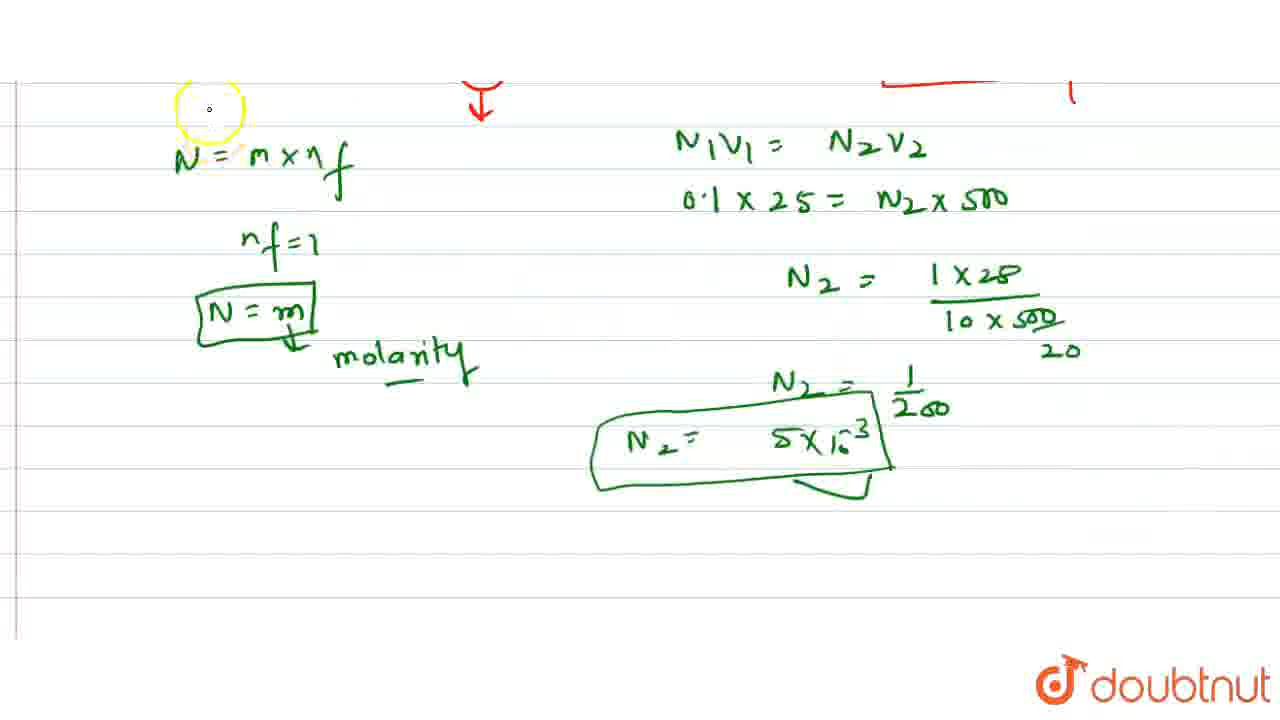 N = m × nf
nf = 1
N = m
molarity
N1V1 = N2V2
0.1 × 25 = N2 × 500
N2 = 1 × 25
10 × 500
20
N2 = 1
200
N2 = 5 × 10-3
doubtnut